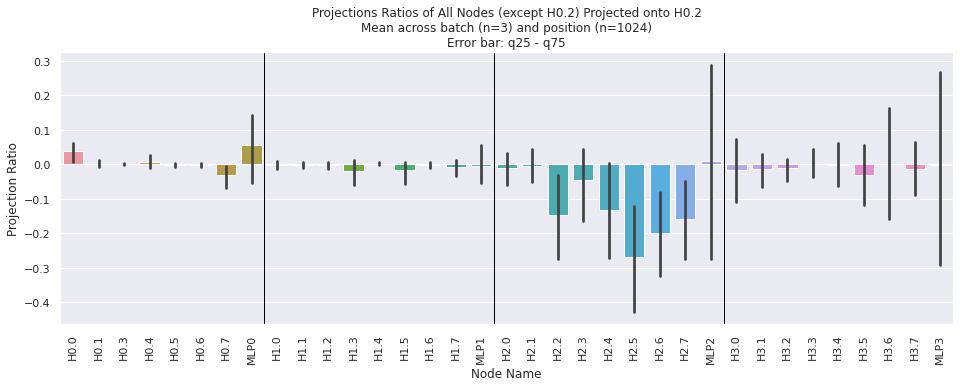 Projections Ratios of All Nodes (except H0.2) Projected onto H0.2
Mean across batch (n=3) and position (n=1024)
Error bar: q25 - q75
Projection Ratio
0.3
0.2
0.1
0.0
−0.1
−0.2
−0.3
−0.4
H0.0
H0.1
H0.3
H0.4
H0.5
H0.6
H0.7
MLP0
H1.0
H1.1
H1.2
H1.3
H1.4
H1.5
H1.6
H1.7
MLP1
H2.0
H2.1
H2.2
H2.3
H2.4
H2.5
H2.6
H2.7
MLP2
H3.0
H3.1
H3.2
H3.3
H3.4
H3.5
H3.6
H3.7
MLP3
Node Name